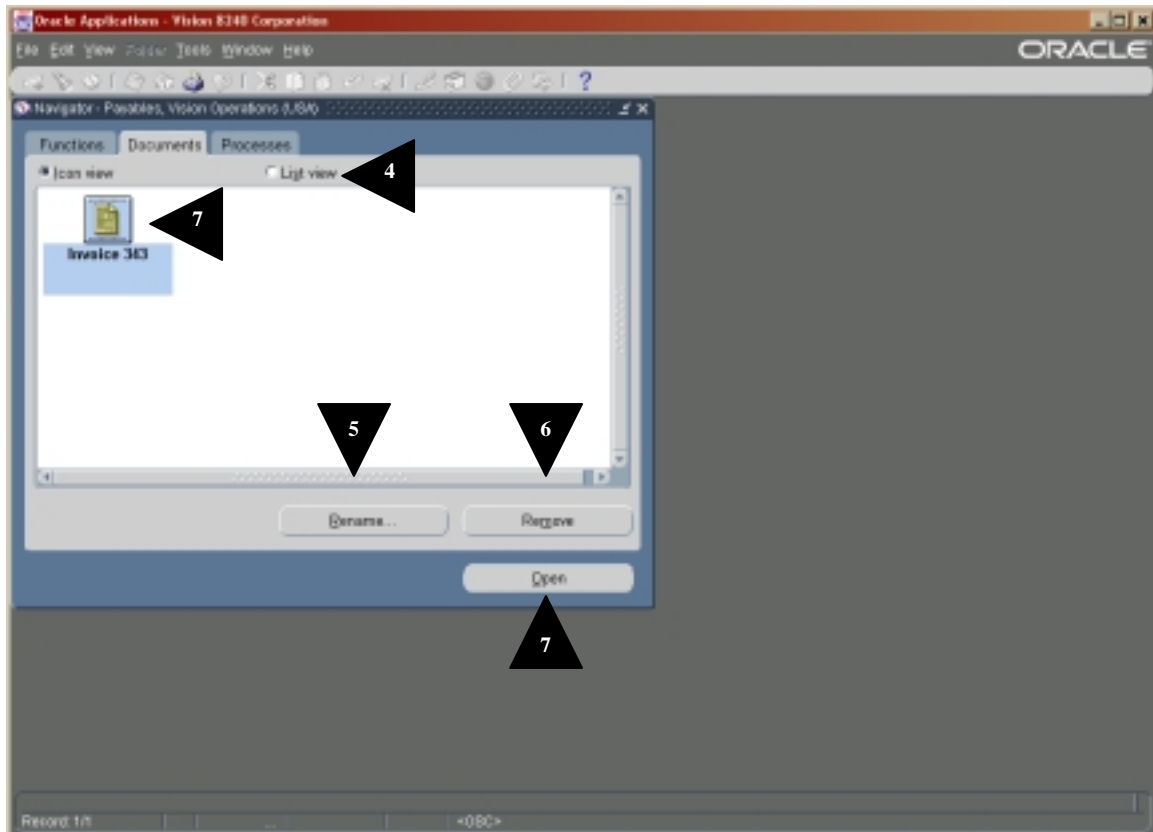 Oracle Applications - Vision 8240 Corporation
File Edit View Folder Tools Window Help
ORACLE
Navigator - Payables, Vision Operations (USA)
Functions Documents Processes
Icon view List view
4
7
Invoice 343
5
6
Rename... Remove
Open
7
Record: 1/1 ... <OSC>